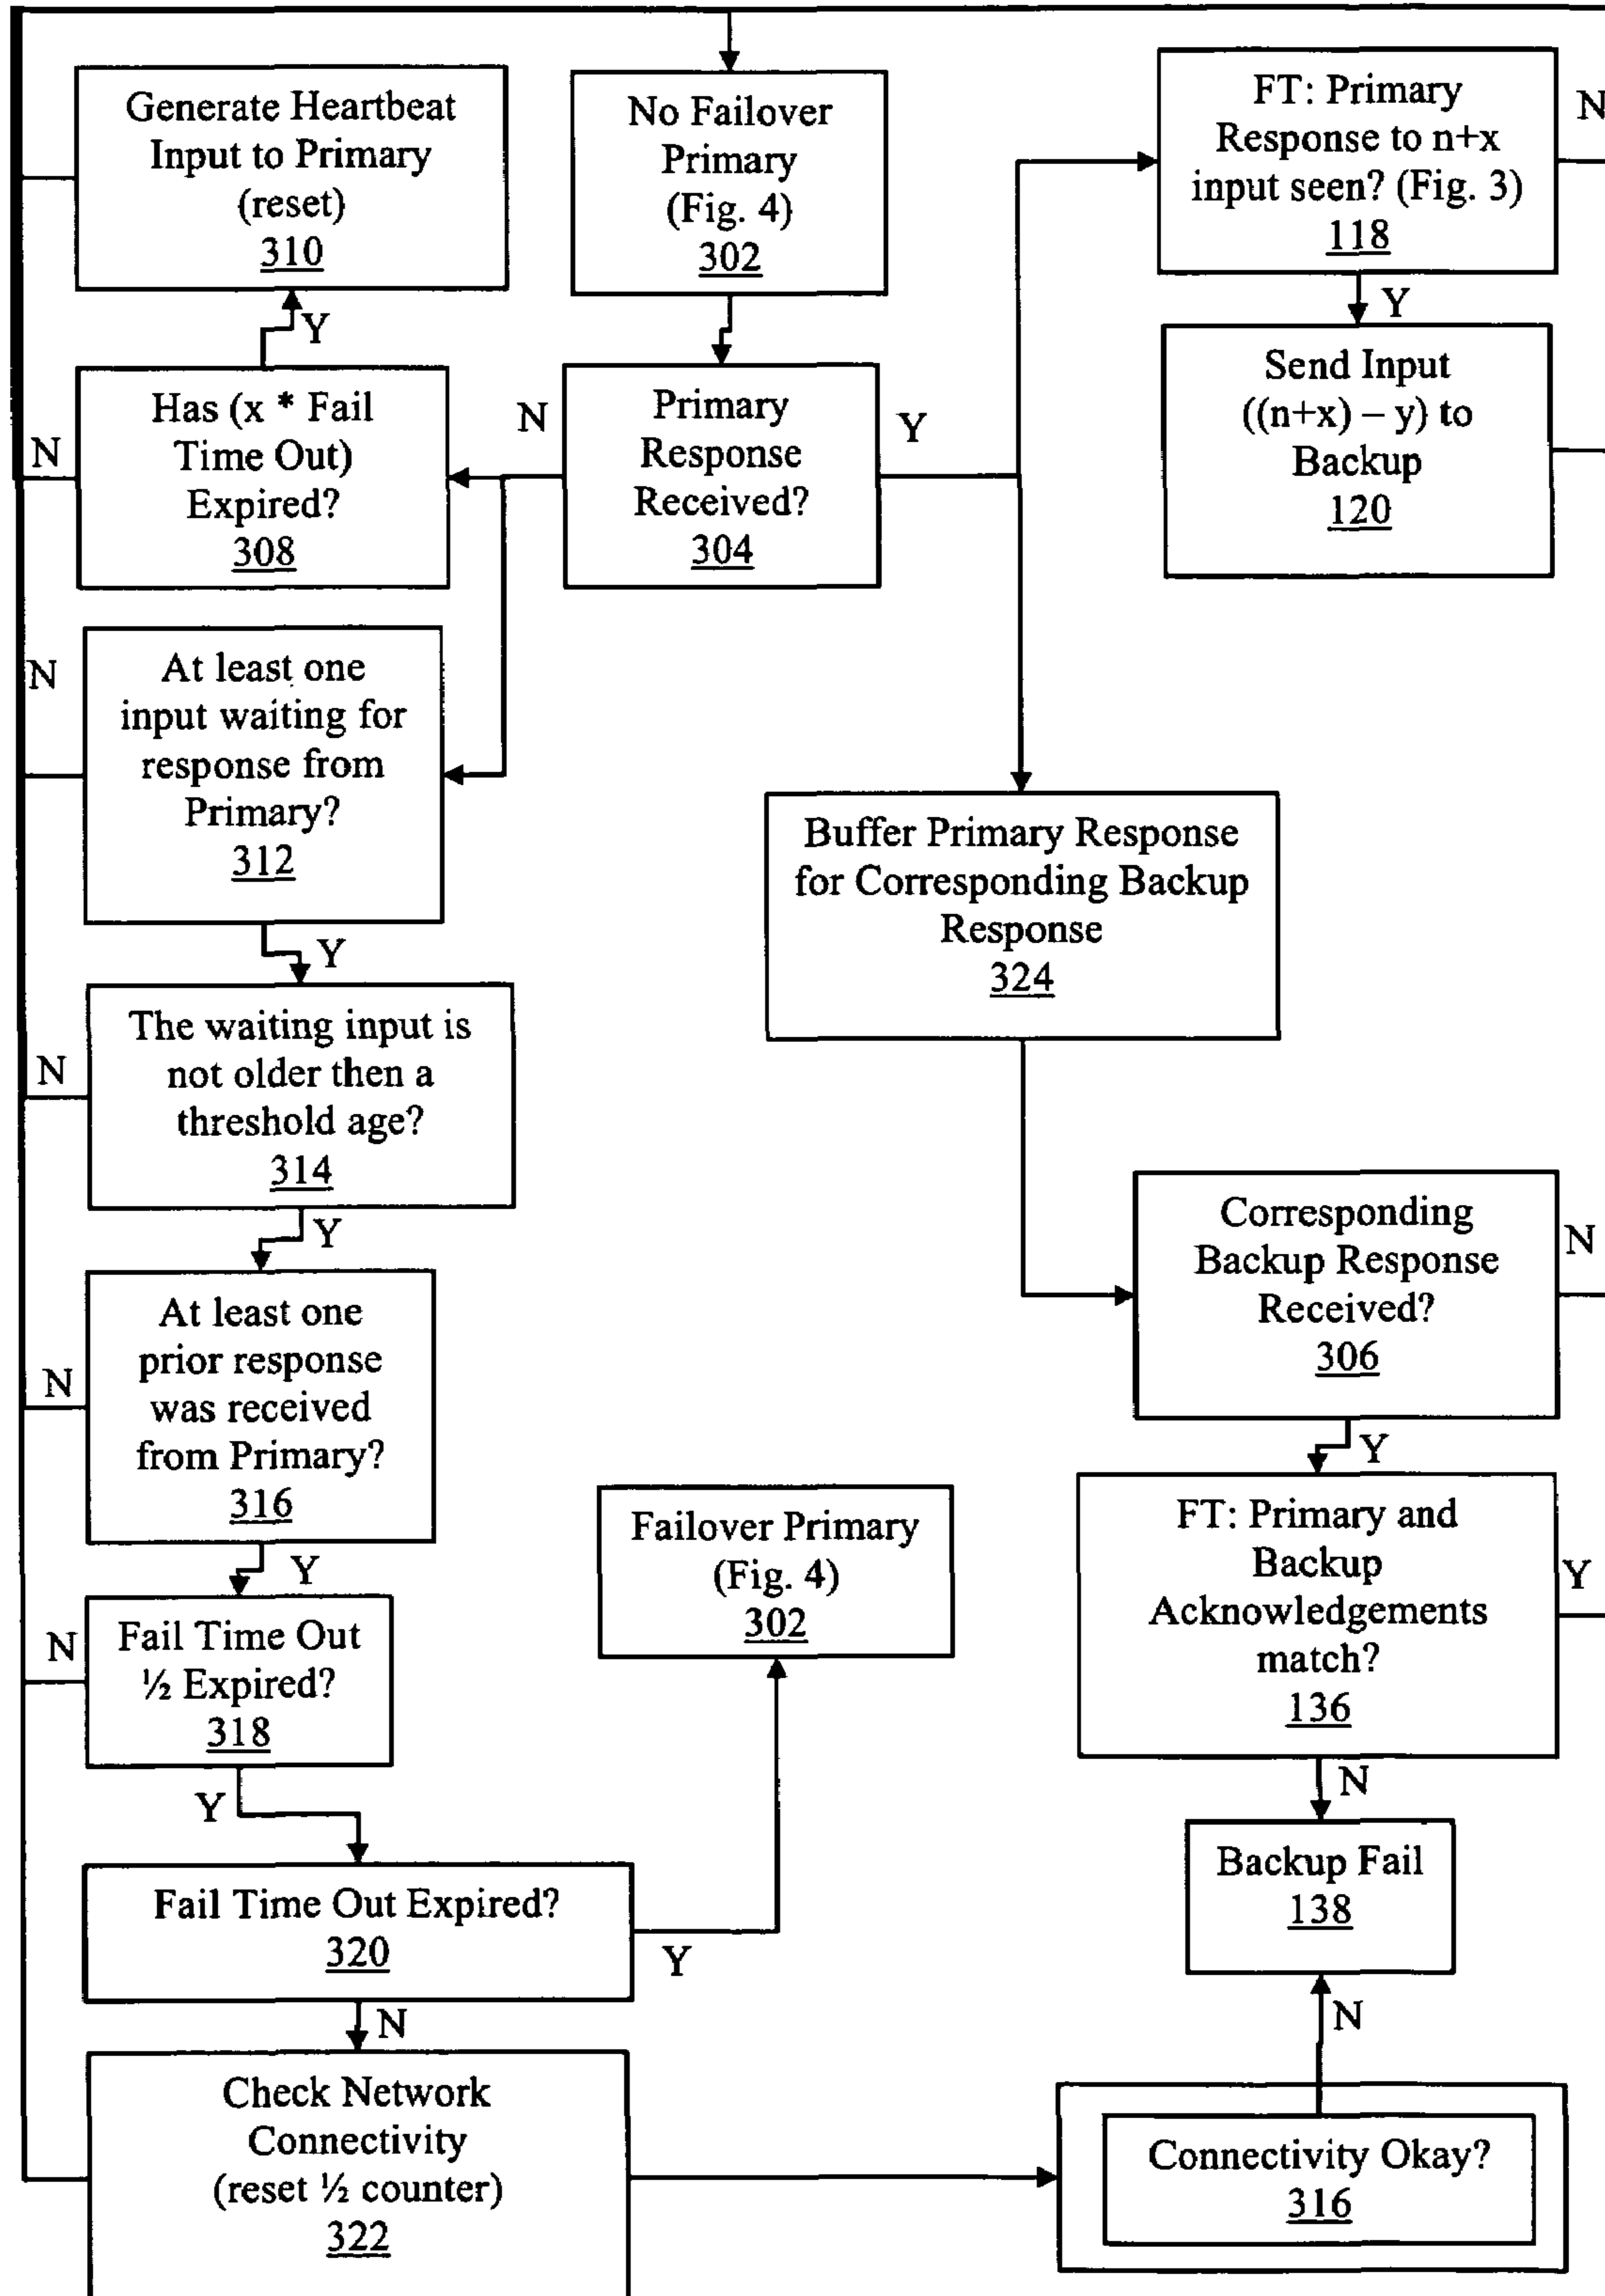 Generate Heartbeat
Input to Primary
(reset)
310
No Failover
Primary
(Fig. 4)
302
FT: Primary
Response to n+x
input seen? (Fig. 3)
118
N
Y
Y
Has (x * Fail
Time Out)
Expired?
308
N
N
Primary
Response
Received?
304
Y
Send Input
((n+x) – y) to
Backup
120
N
At least one
input waiting for
response from
Primary?
312
Y
Buffer Primary Response
for Corresponding Backup
Response
324
The waiting input is
not older then a
threshold age?
314
N
Y
Corresponding
Backup Response
Received?
306
N
Y
At least one
prior response
was received
from Primary?
316
N
Y
Failover Primary
(Fig. 4)
302
FT: Primary and
Backup
Acknowledgements
match?
136
Y
N
Fail Time Out
½ Expired?
318
N
Y
Backup Fail
138
Fail Time Out Expired?
320
Y
N
N
Check Network
Connectivity
(reset ½ counter)
322
Connectivity Okay?
316